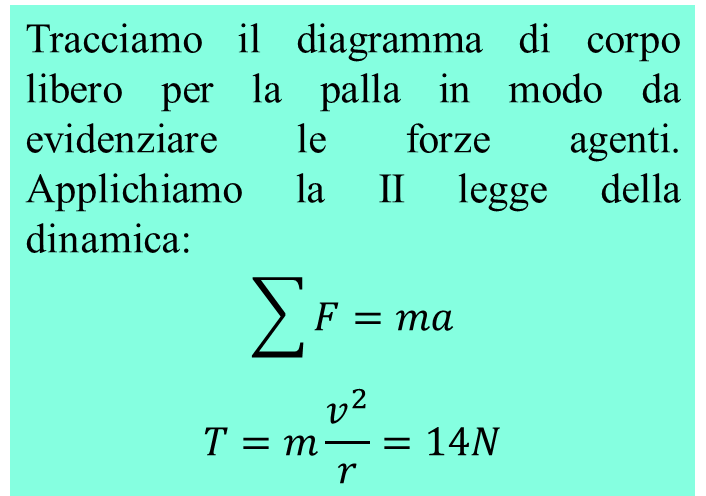 Tracciamo il diagramma di corpo
libero per la palla in modo da
evidenziare le forze agenti.
Applichiamo la II legge della
dinamica:
∑ F = ma
T = m v²/r = 14N